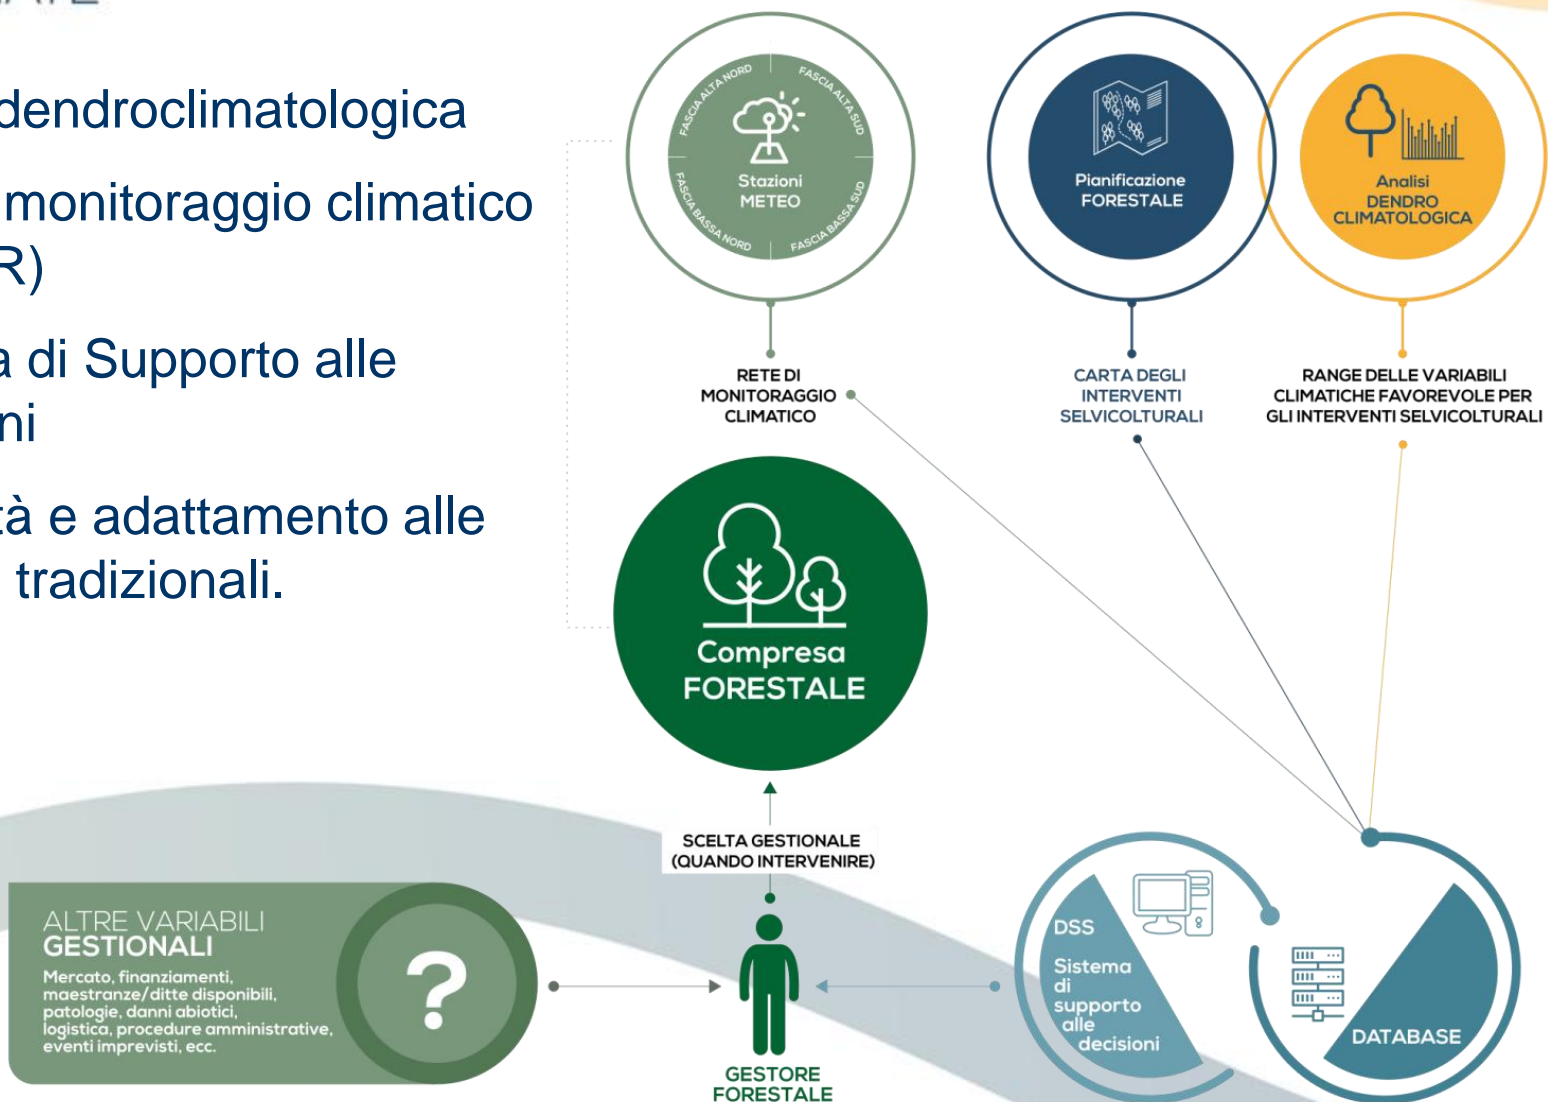 dendroclimatologica
monitoraggio climatico
R)
a di Supporto alle
ni
tà e adattamento alle
tradizionali.
FASCIA ALTA NORD
FASCIA ALTA SUD
FASCIA BASSA NORD
FASCIA BASSA SUD
Stazioni
METEO
Pianificazione
FORESTALE
Analisi
DENDRO
CLIMATOLOGICA
RETE DI
MONITORAGGIO
CLIMATICO
CARTA DEGLI
INTERVENTI
SELVICOLTURALI
RANGE DELLE VARIABILI
CLIMATICHE FAVOREVOLE PER
GLI INTERVENTI SELVICOLTURALI
Compresa
FORESTALE
SCELTA GESTIONALE
(QUANDO INTERVENIRE)
ALTRE VARIABILI
GESTIONALI
Mercato, finanziamenti,
maestranze/ditte disponibili,
patologie, danni abiotici,
logistica, procedure amministrative,
eventi imprevisti, ecc.
?
GESTORE
FORESTALE
DSS
Sistema
di
supporto
alle
decisioni
DATABASE